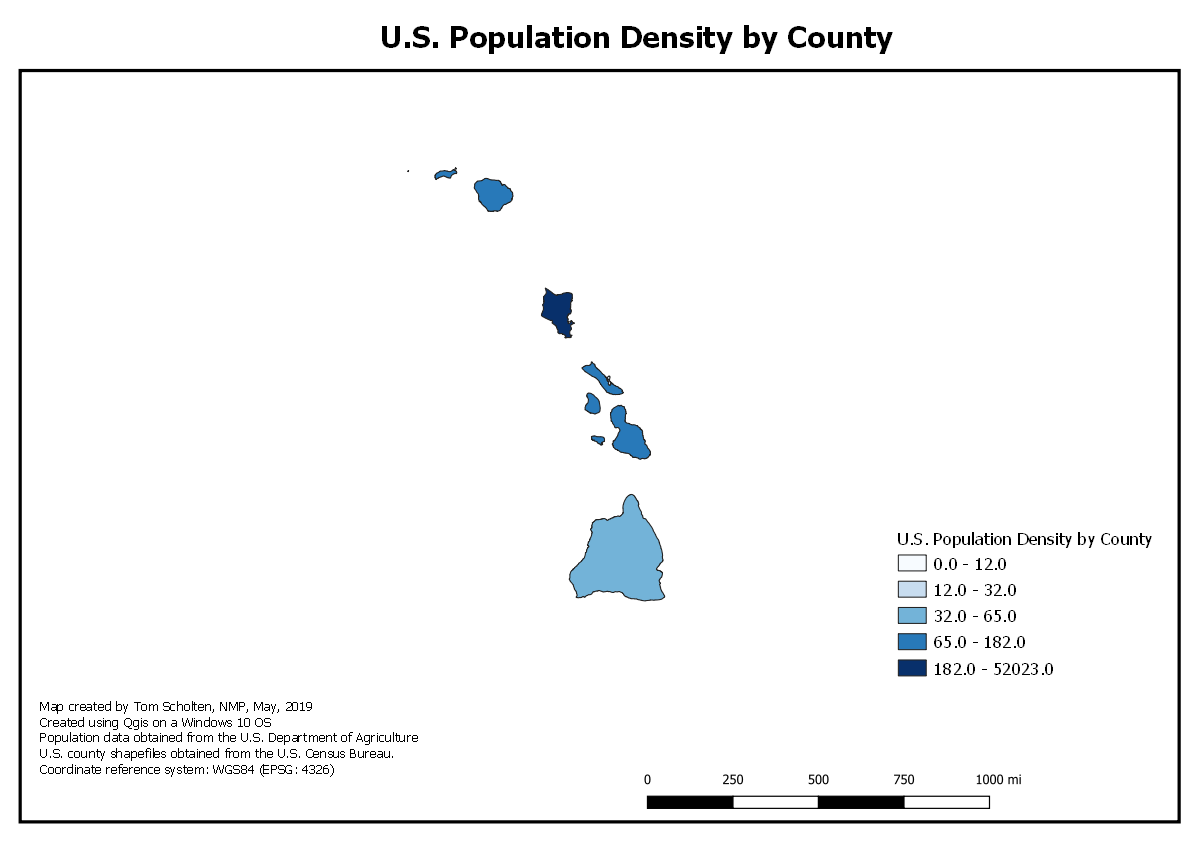 U.S. Population Density by County
U.S. Population Density by County
0.0 - 12.0
12.0 - 32.0
32.0 - 65.0
65.0 - 182.0
182.0 - 52023.0
Map created by Tom Scholten, NMP, May, 2019
Created using Qgis on a Windows 10 OS
Population data obtained from the U.S. Department of Agriculture
U.S. county shapefiles obtained from the U.S. Census Bureau.
Coordinate reference system: WGS84 (EPSG: 4326)
0 250 500 750 1000 mi